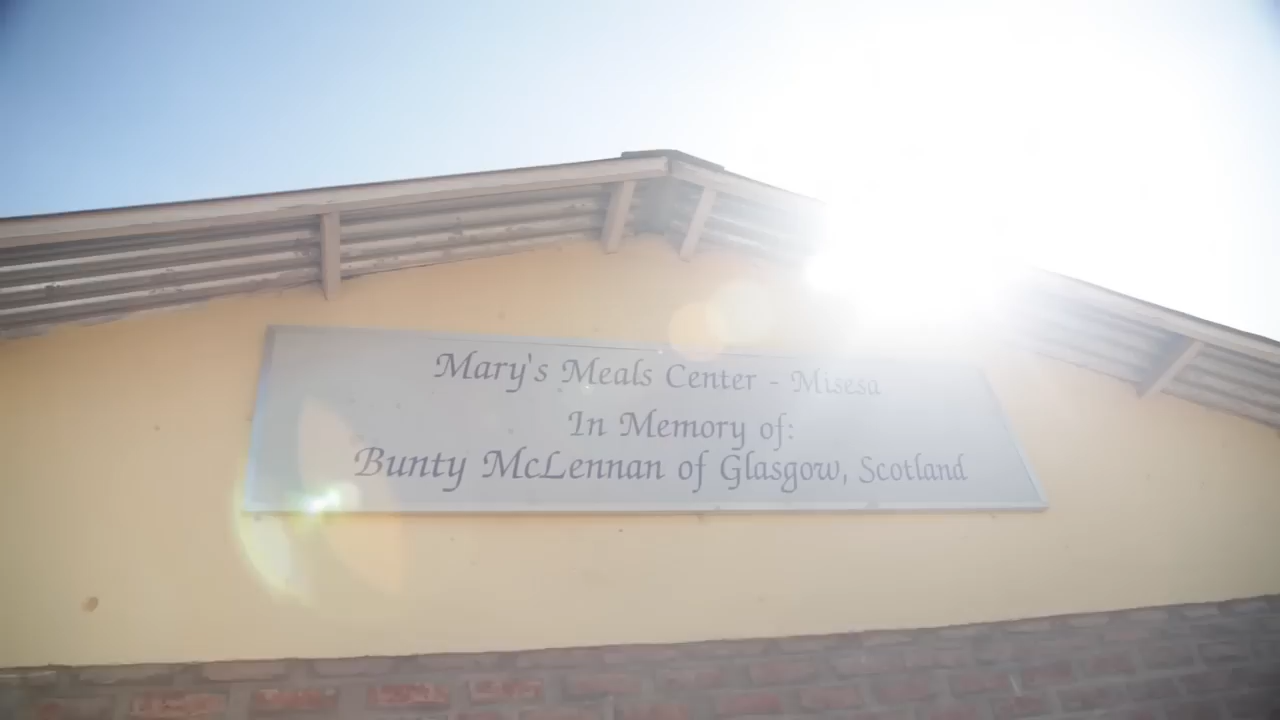 Mary's Meals Center - Misesa
In Memory of:
Bunty McLennan of Glasgow, Scotland